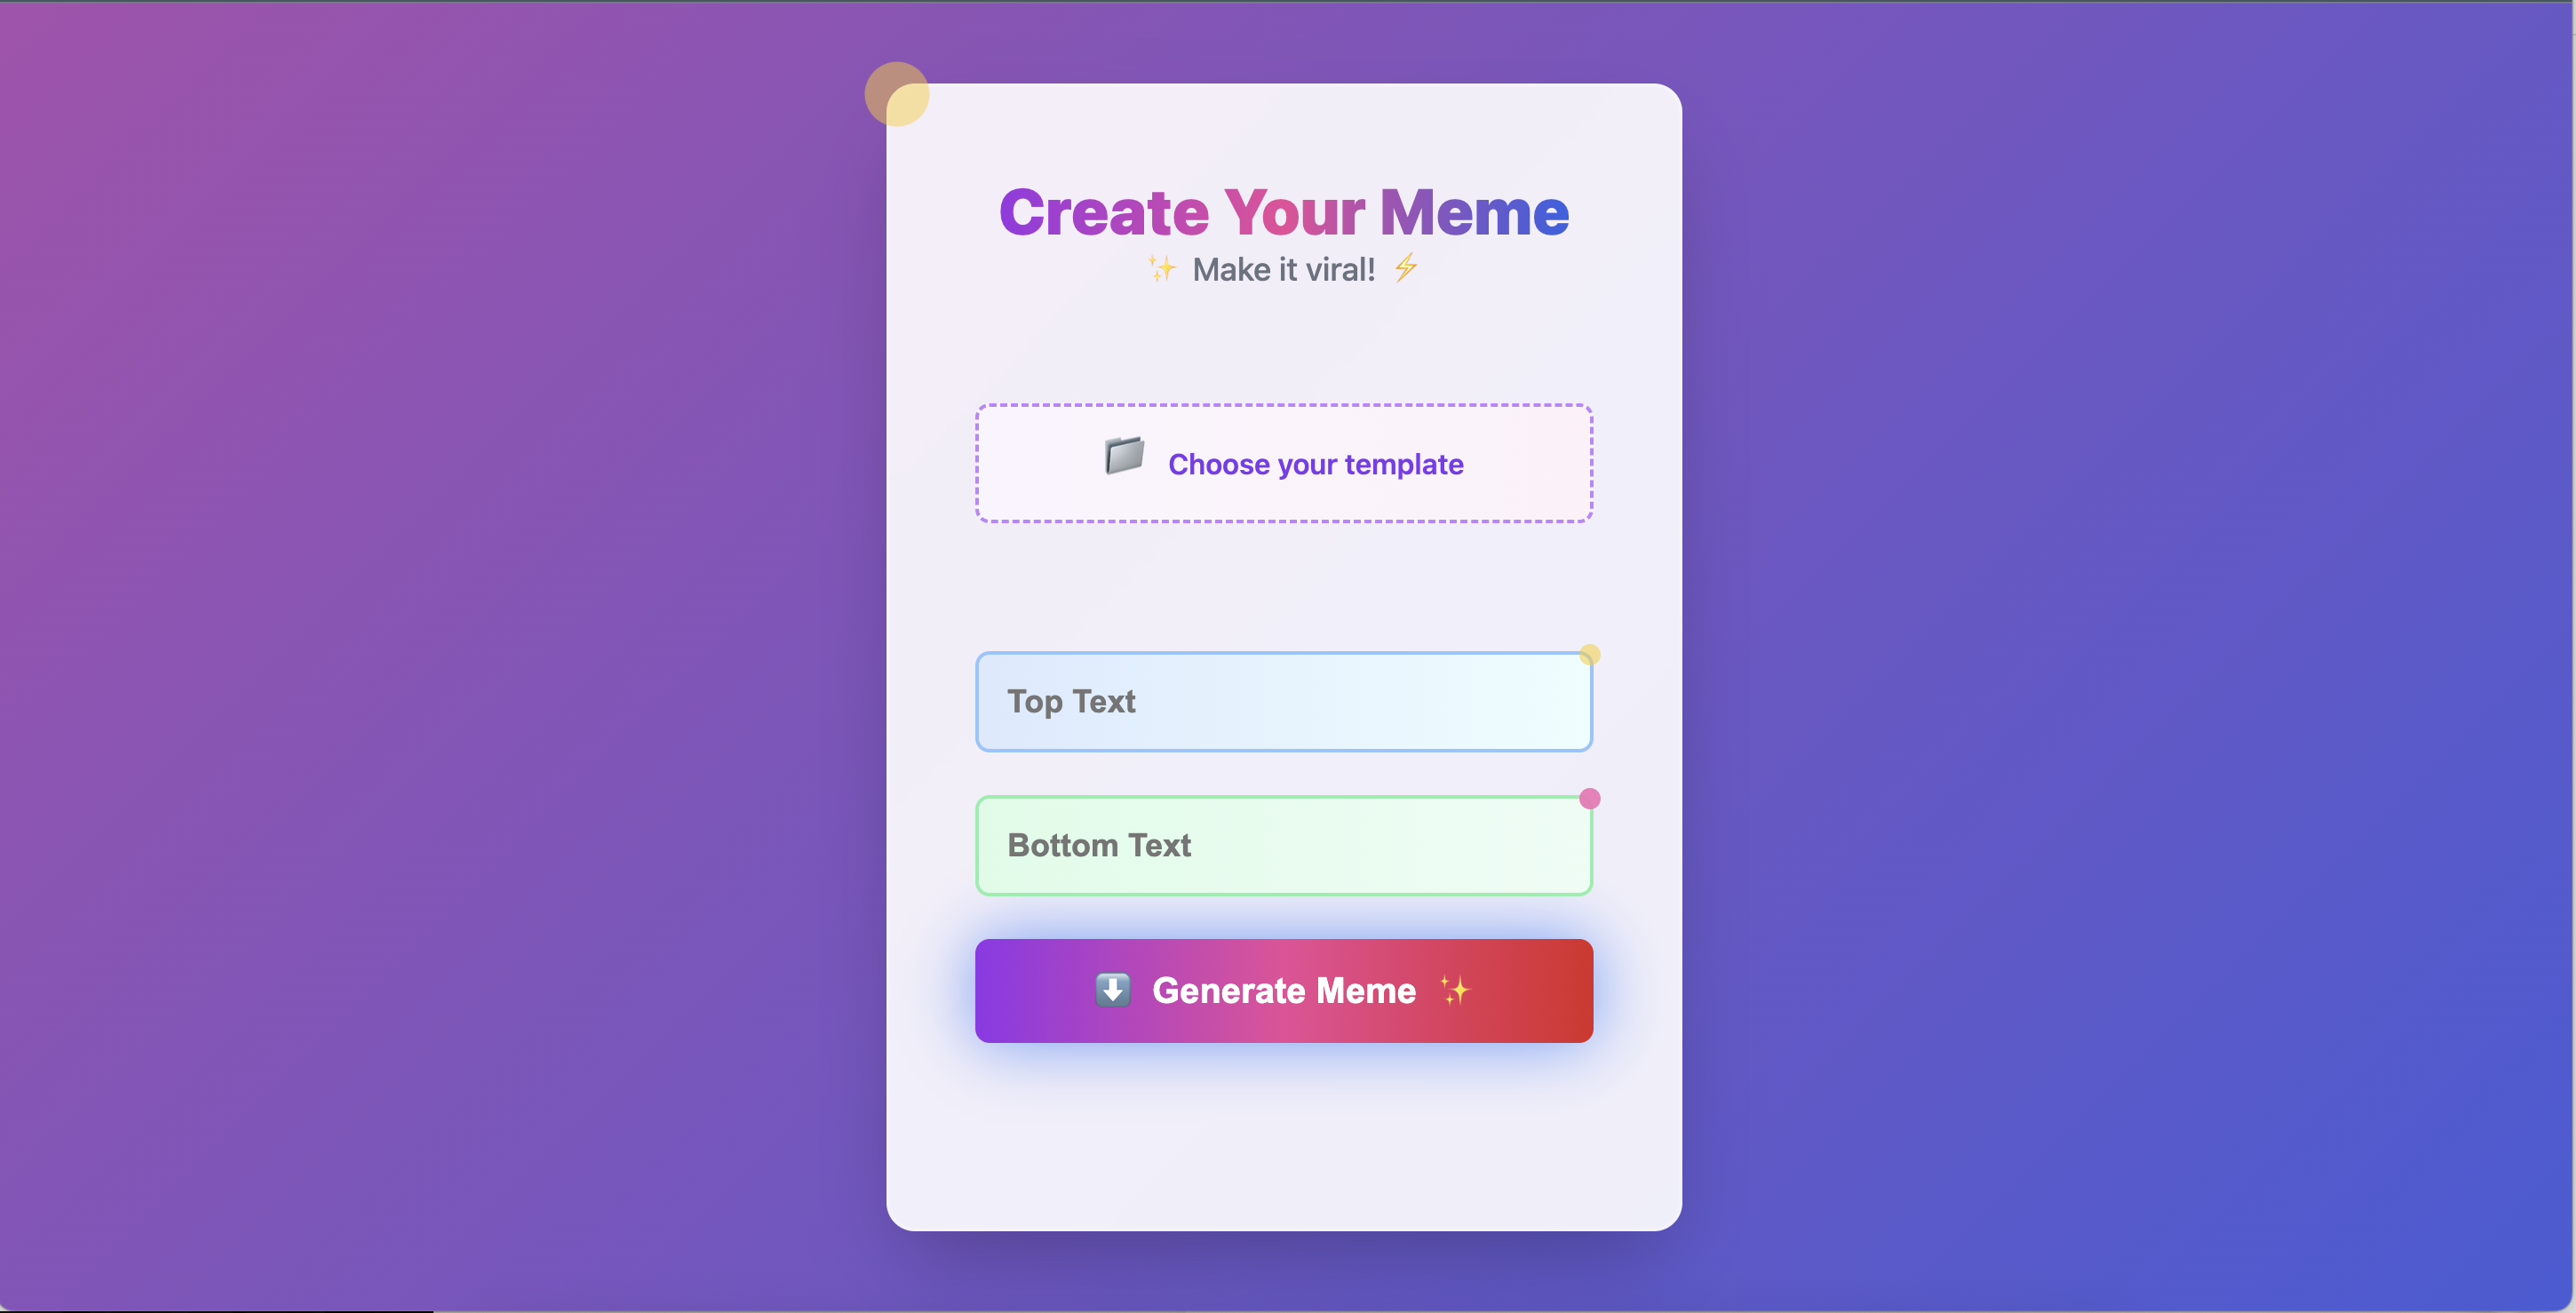 Create Your Meme
✨ Make it viral! ⚡
Choose your template
Top Text
Bottom Text
Generate Meme ✨